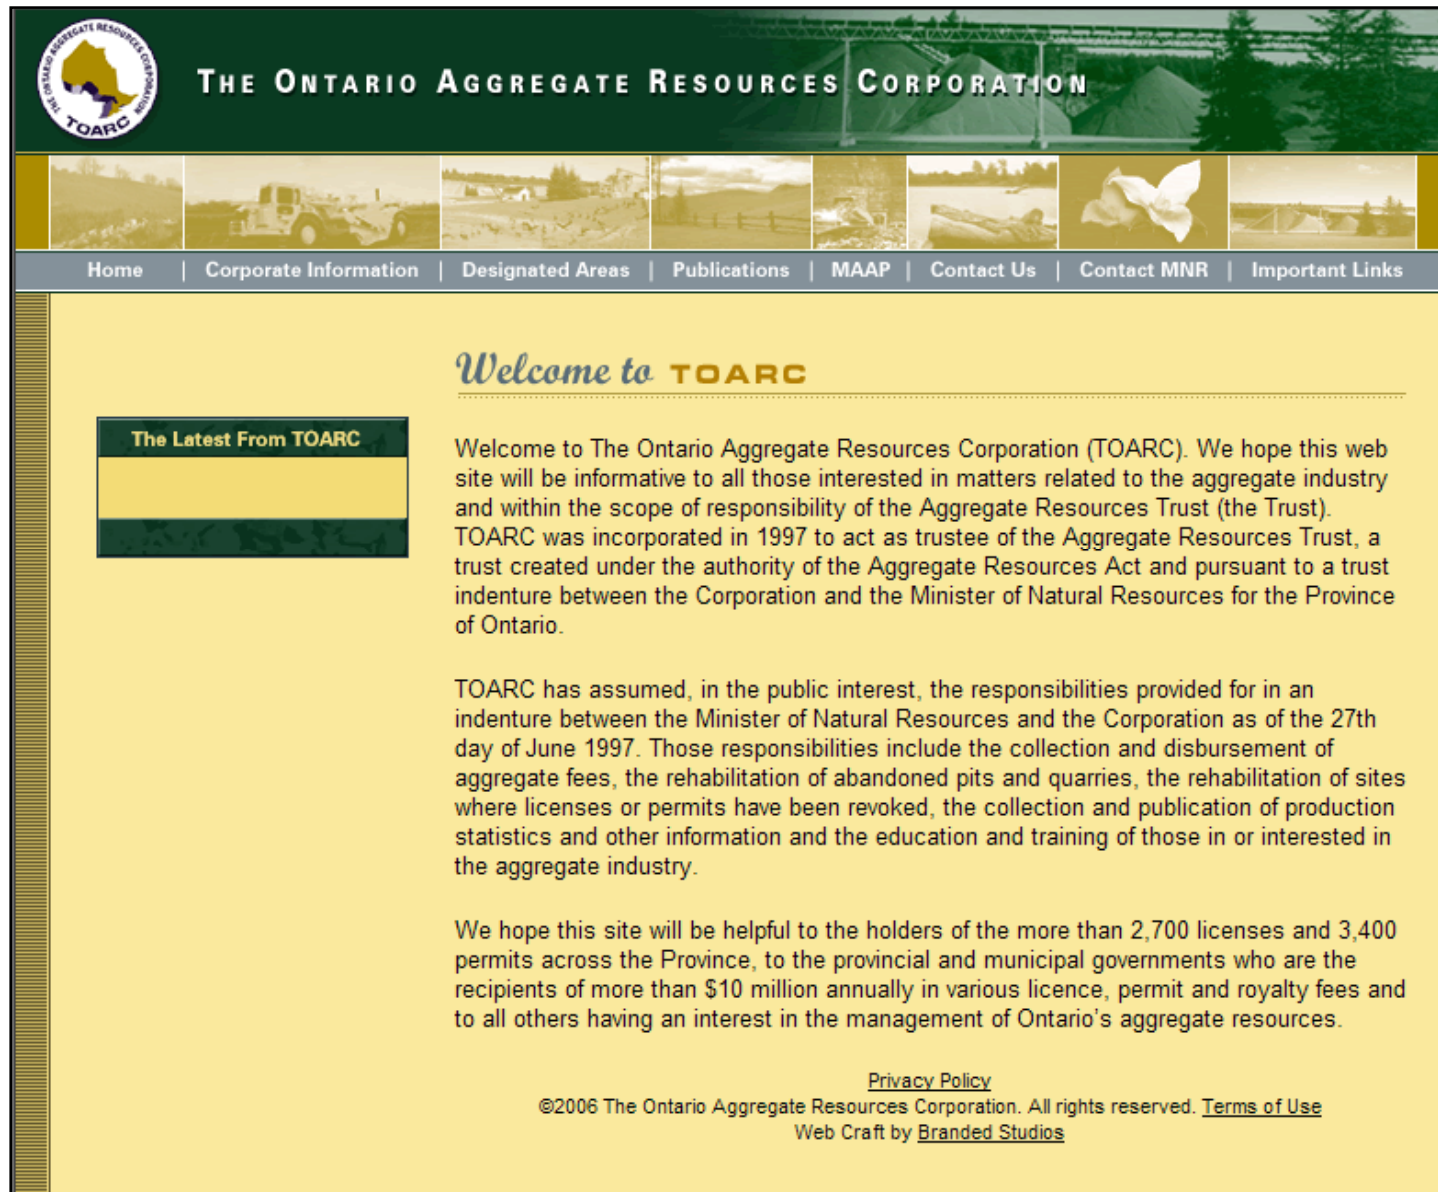 THE ONTARIO AGGREGATE RESOURCES CORPORATION
TOARC
THE ONTARIO AGGREGATE RESOURCES CORPORATION
Home | Corporate Information | Designated Areas | Publications | MAAP | Contact Us | Contact MNR | Important Links
Welcome to TOARC
The Latest From TOARC
Welcome to The Ontario Aggregate Resources Corporation (TOARC). We hope this web
site will be informative to all those interested in matters related to the aggregate industry
and within the scope of responsibility of the Aggregate Resources Trust (the Trust).
TOARC was incorporated in 1997 to act as trustee of the Aggregate Resources Trust, a
trust created under the authority of the Aggregate Resources Act and pursuant to a trust
indenture between the Corporation and the Minister of Natural Resources for the Province
of Ontario.
TOARC has assumed, in the public interest, the responsibilities provided for in an
indenture between the Minister of Natural Resources and the Corporation as of the 27th
day of June 1997. Those responsibilities include the collection and disbursement of
aggregate fees, the rehabilitation of abandoned pits and quarries, the rehabilitation of sites
where licenses or permits have been revoked, the collection and publication of production
statistics and other information and the education and training of those in or interested in
the aggregate industry.
We hope this site will be helpful to the holders of the more than 2,700 licenses and 3,400
permits across the Province, to the provincial and municipal governments who are the
recipients of more than $10 million annually in various licence, permit and royalty fees and
to all others having an interest in the management of Ontario's aggregate resources.
Privacy Policy
©2006 The Ontario Aggregate Resources Corporation. All rights reserved. Terms of Use
Web Craft by Branded Studios